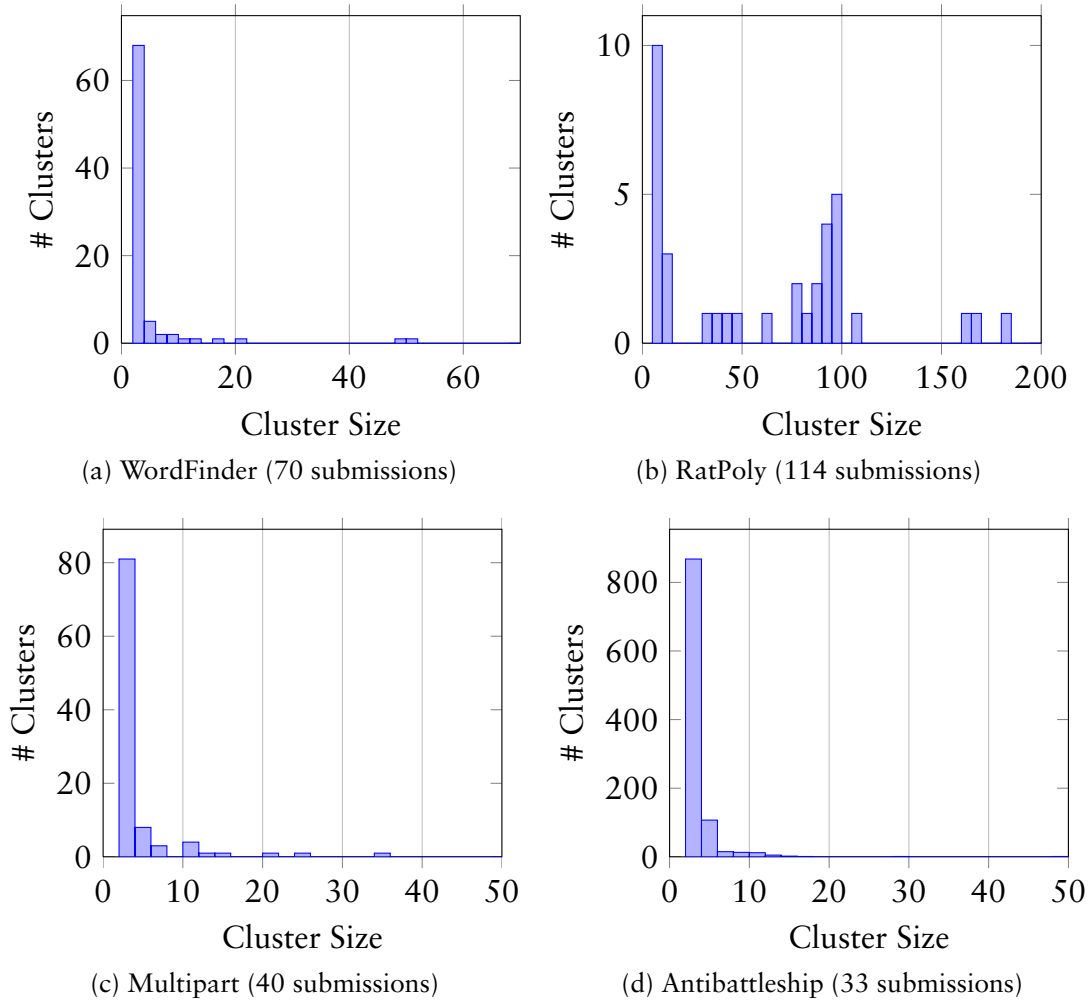 60
40
20
0
# Clusters
0 20 40 60
Cluster Size
(a) WordFinder (70 submissions)
10
5
0
# Clusters
0 50 100 150 200
Cluster Size
(b) RatPoly (114 submissions)
80
60
40
20
0
# Clusters
0 10 20 30 40 50
Cluster Size
(c) Multipart (40 submissions)
800
600
400
200
0
# Clusters
0 10 20 30 40 50
Cluster Size
(d) Antibattleship (33 submissions)